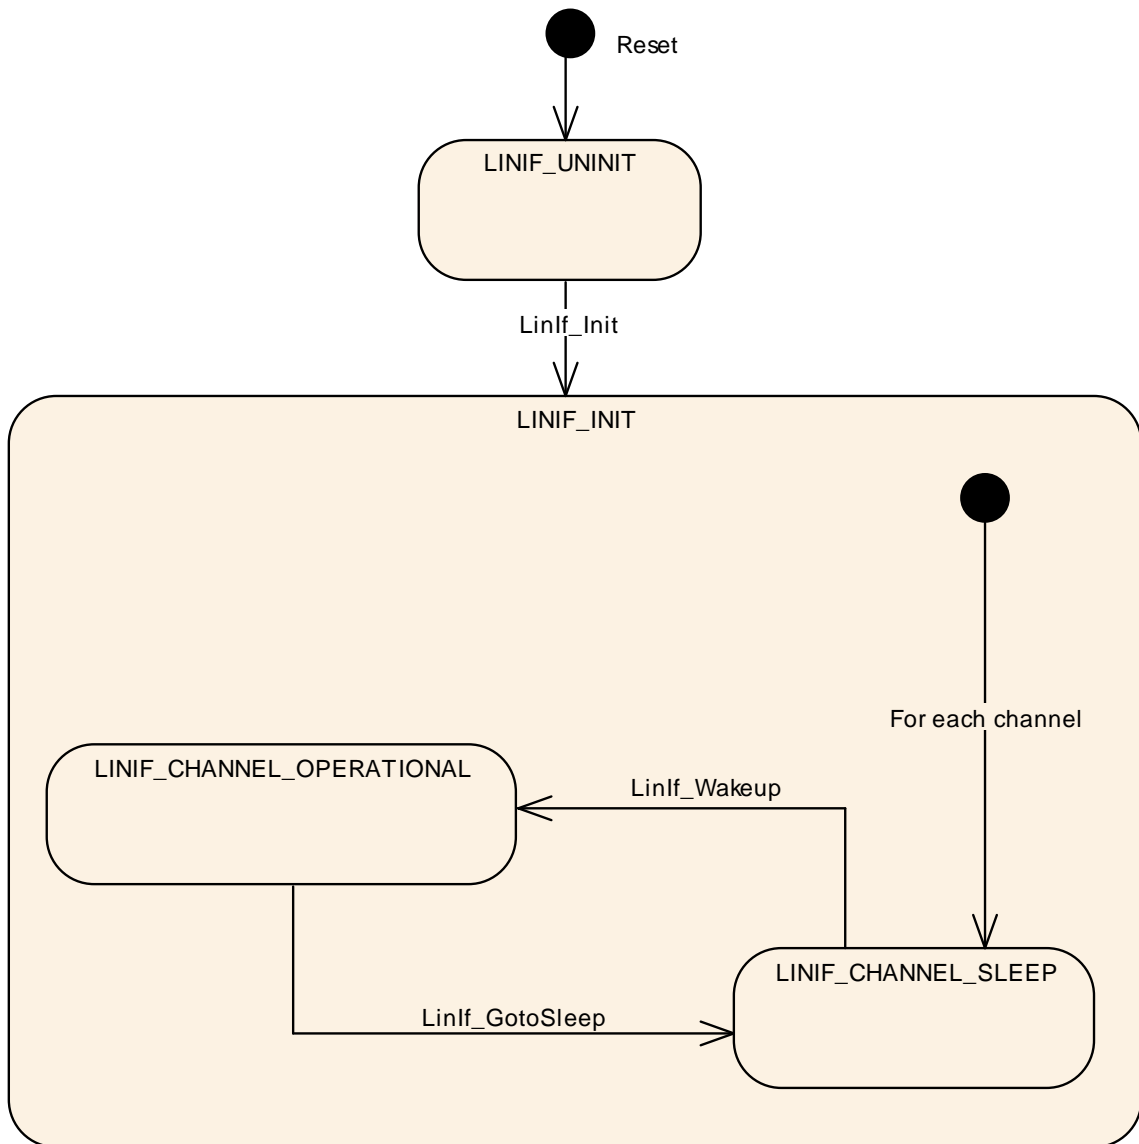 Reset
LINIF_UNINIT
LinIf_Init
LINIF_INIT
For each channel
LINIF_CHANNEL_OPERATIONAL
LinIf_Wakeup
LINIF_CHANNEL_SLEEP
LinIf_GotoSleep